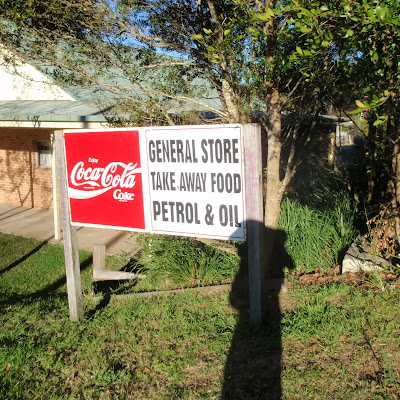 Enjoy
Coca-Cola
Coke
GENERAL STORE
TAKE-AWAY FOOD
PETROL & OIL